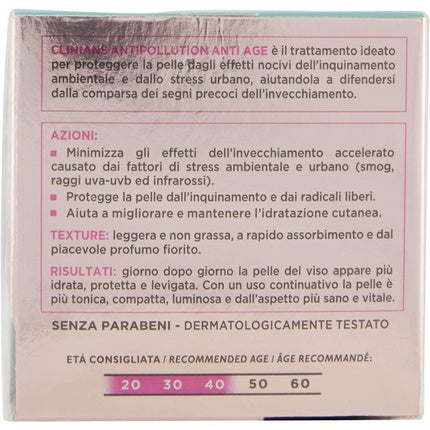 CLINIANS ANTIPOLLUTION ANTI AGE è il trattamento ideato
per proteggere la pelle dagli effetti nocivi dell'inquinamento
ambientale e dallo stress urbano, aiutandola a difendersi
dalla comparsa dei segni precoci dell'invecchiamento.
AZIONI:
Minimizza gli effetti dell'invecchiamento accelerato
causato dai fattori di stress ambientale e urbano (smog,
raggi uva-uvb ed infrarossi).
Protegge la pelle dall'inquinamento e dai radicali liberi.
Aiuta a migliorare e mantenere l'idratazione cutanea.
TEXTURE: leggera e non grassa, a rapido assorbimento e dal
piacevole profumo fiorito.
RISULTATI: giorno dopo giorno la pelle del viso appare più
idrata, protetta e levigata. Con un uso continuativo la pelle è
più tonica, compatta, luminosa e dall'aspetto più sano e vitale.
SENZA PARABENI - DERMATOLOGICAMENTE TESTATO
ETÁ CONSIGLIATA / RECOMMENDED AGE / ÂGE RECOMMANDÉ:
20 30 40 50 60